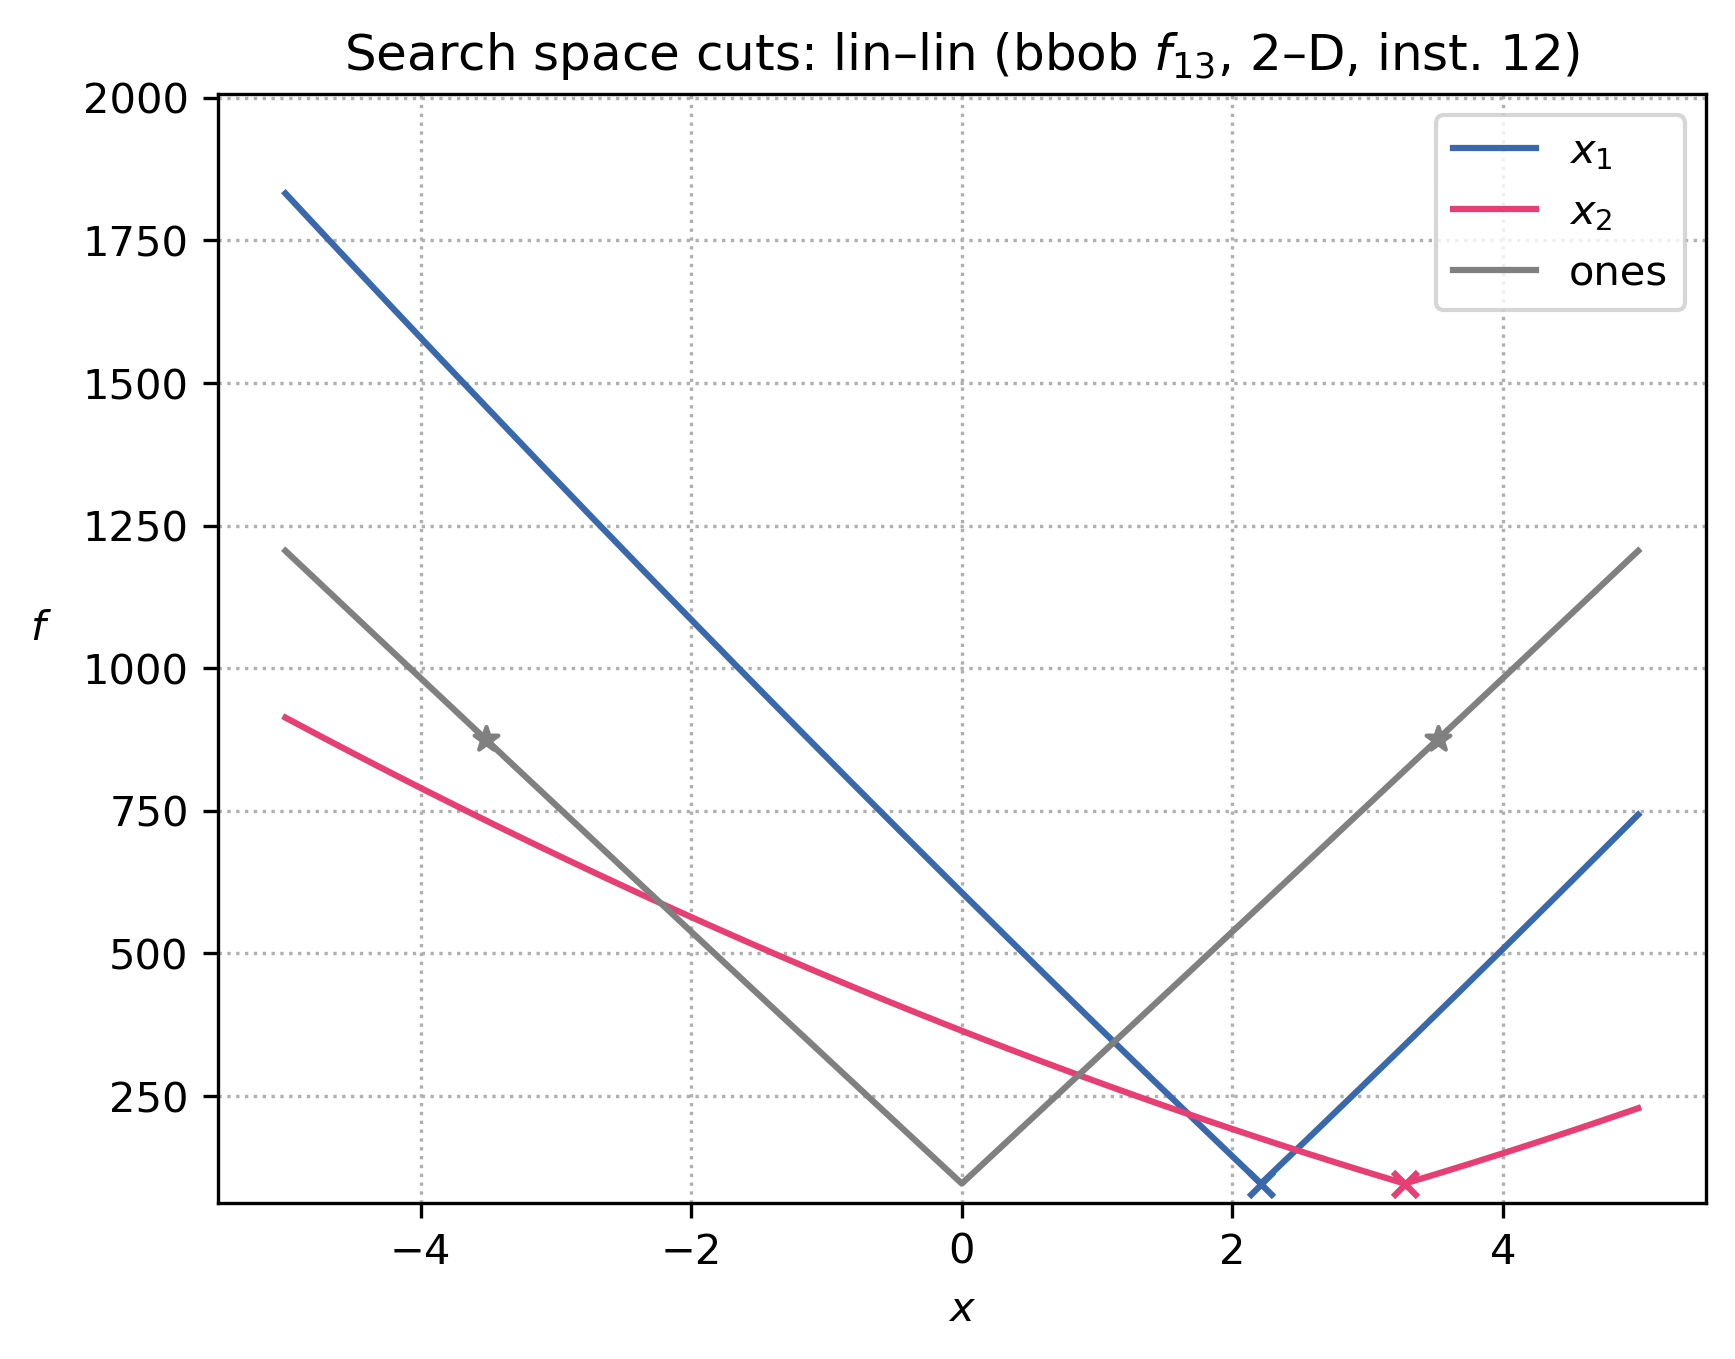 Search space cuts: lin–lin (bbob f₁₃, 2–D, inst. 12)
2000
1750
1500
1250
1000
750
500
250
f
−4
−2
0
2
4
x
x₁
x₂
ones